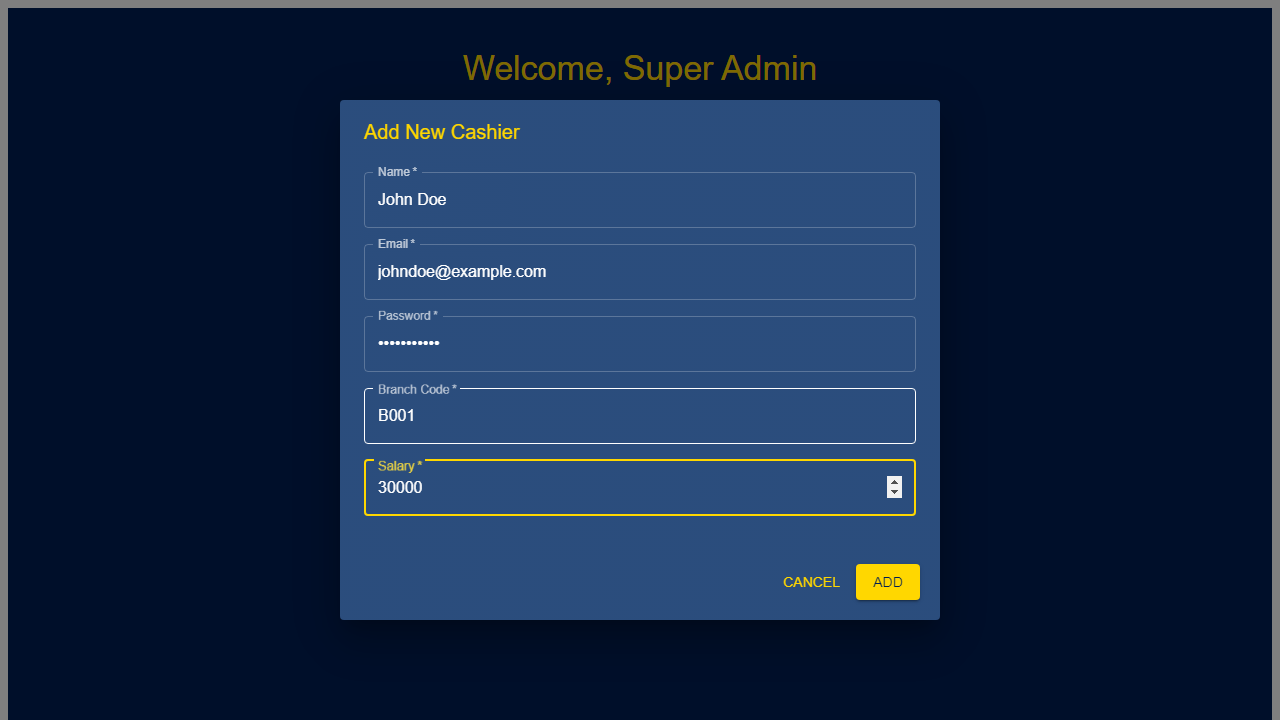 Welcome, Super Admin
Add New Cashier
Name *
John Doe
Email *
johndoe@example.com
Password *
•••••••••••
Branch Code *
B001
Salary *
30000
CANCEL ADD